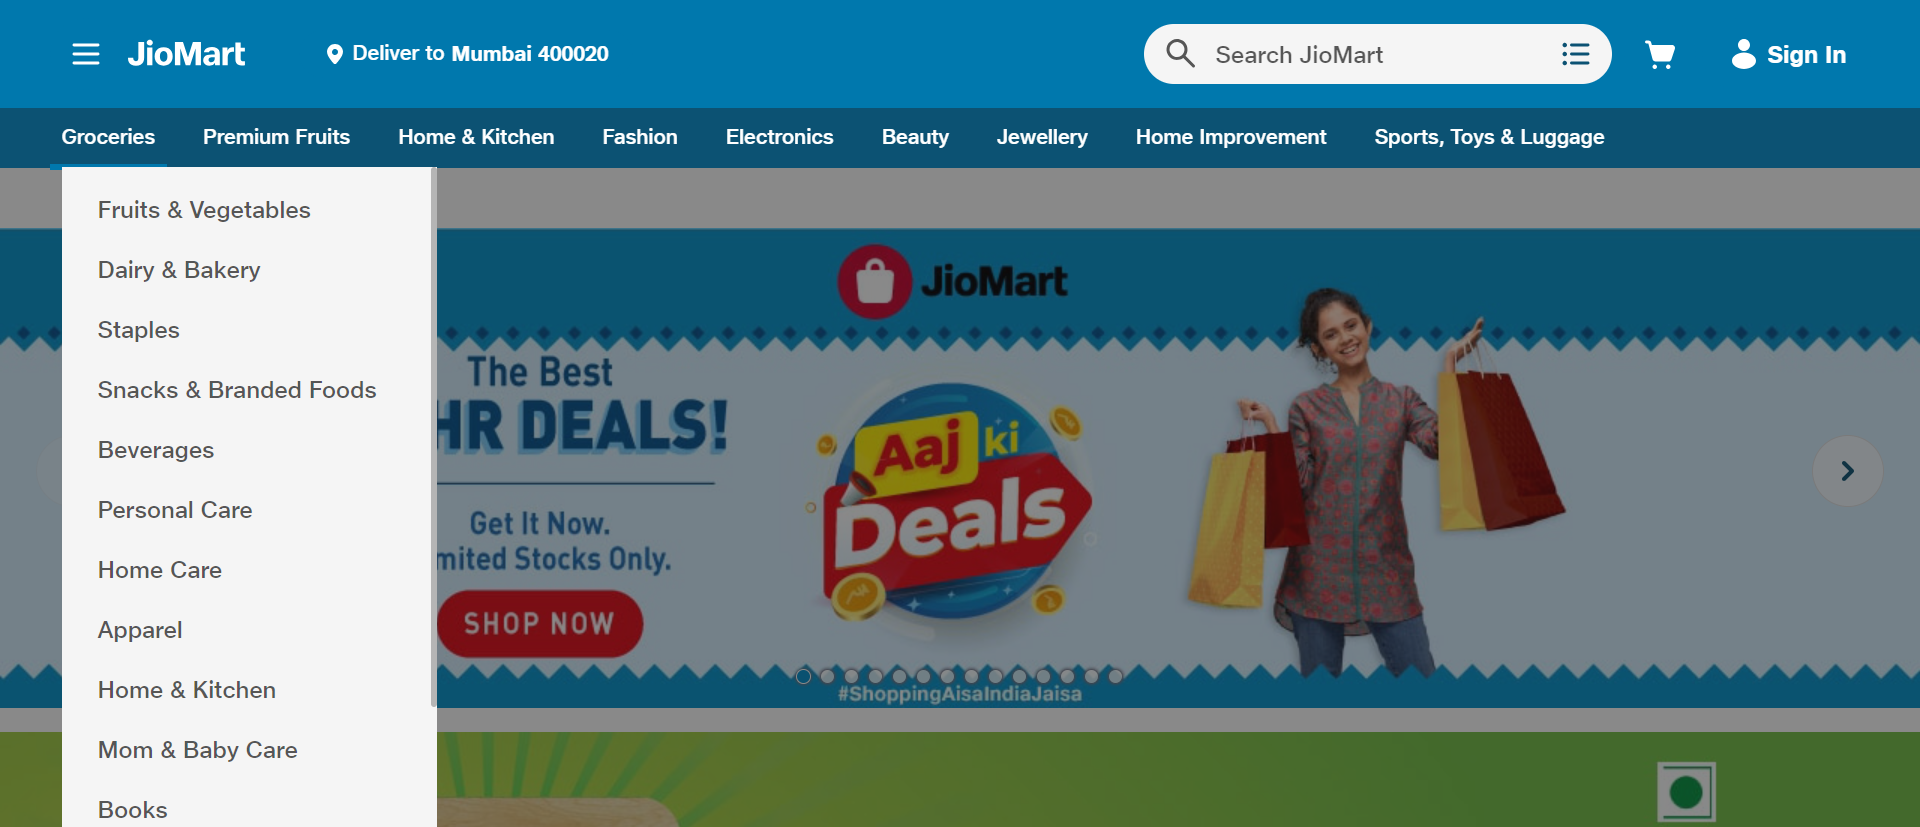 JioMart
Deliver to Mumbai 400020
Search JioMart
Sign In
Groceries
Premium Fruits
Home & Kitchen
Fashion
Electronics
Beauty
Jewellery
Home Improvement
Sports, Toys & Luggage
Fruits & Vegetables
Dairy & Bakery
Staples
Snacks & Branded Foods
Beverages
Personal Care
Home Care
Apparel
Home & Kitchen
Mom & Baby Care
Books
JioMart
The Best
HR DEALS!
Get It Now.
mited Stocks Only.
SHOP NOW
Aaj ki
Deals
#ShoppingAisaIndiaJaisa